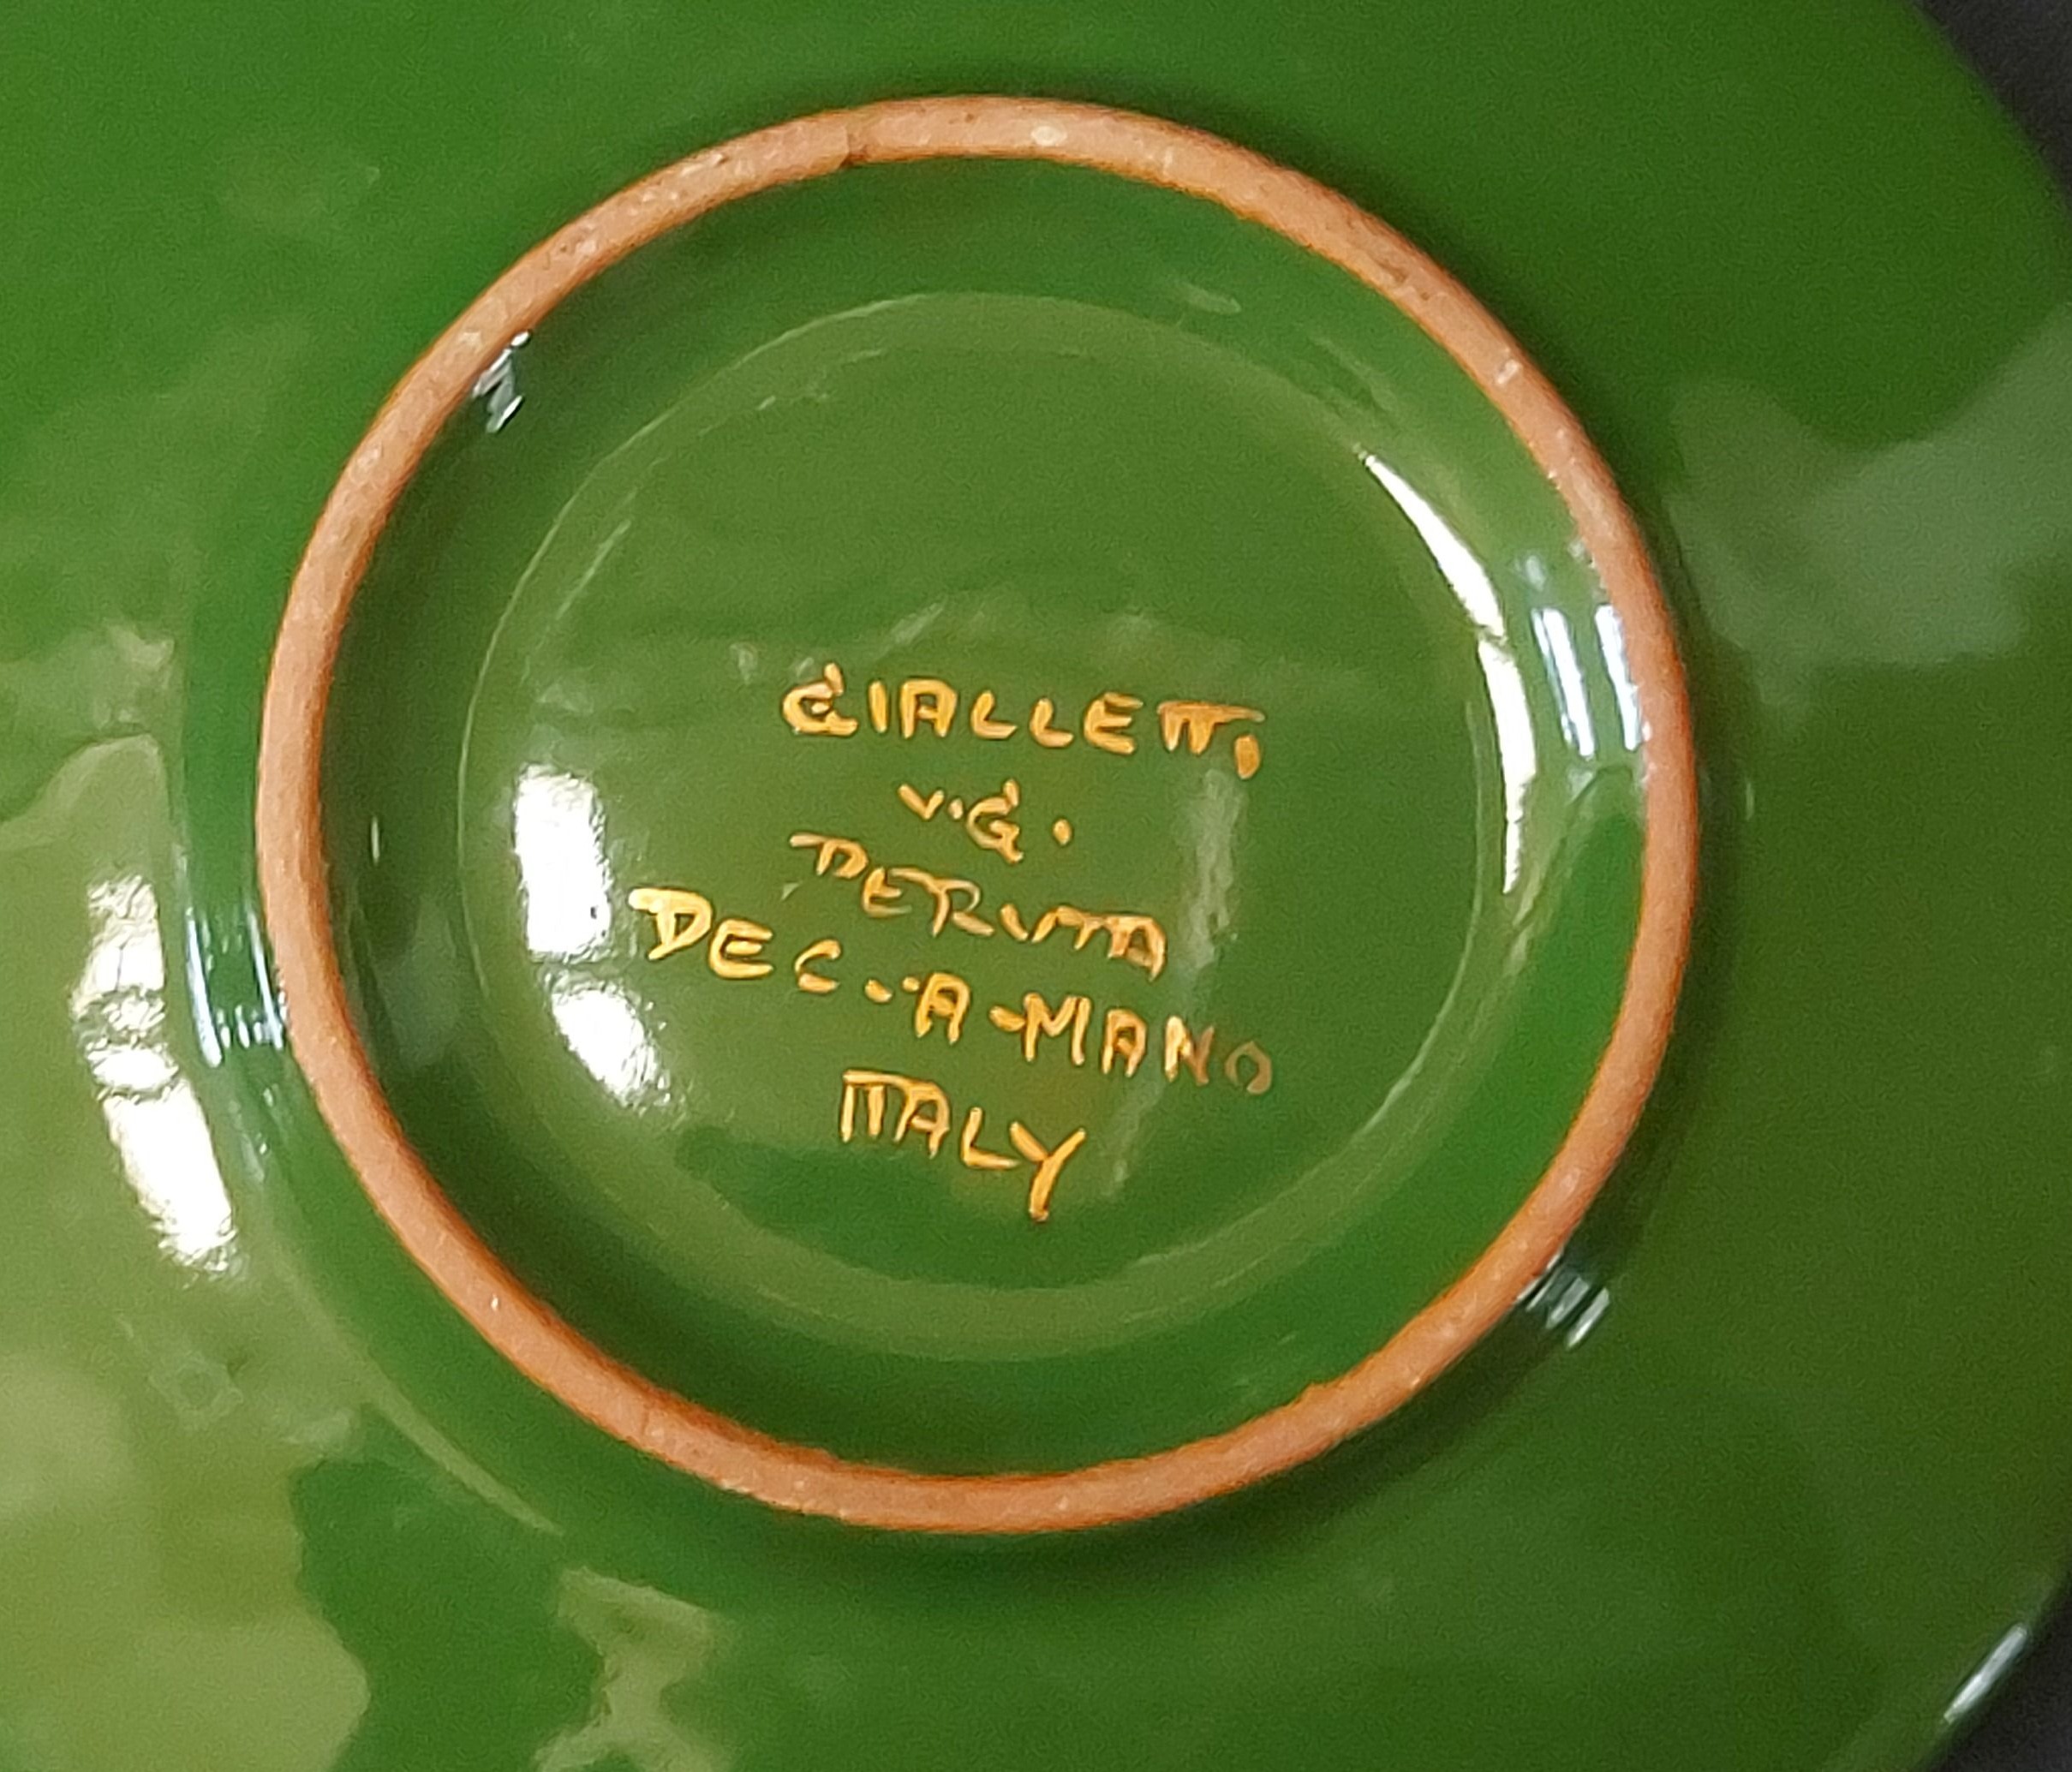 GIALLETTI
V.G.
DERUTA
DEC-A-MANO
ITALY